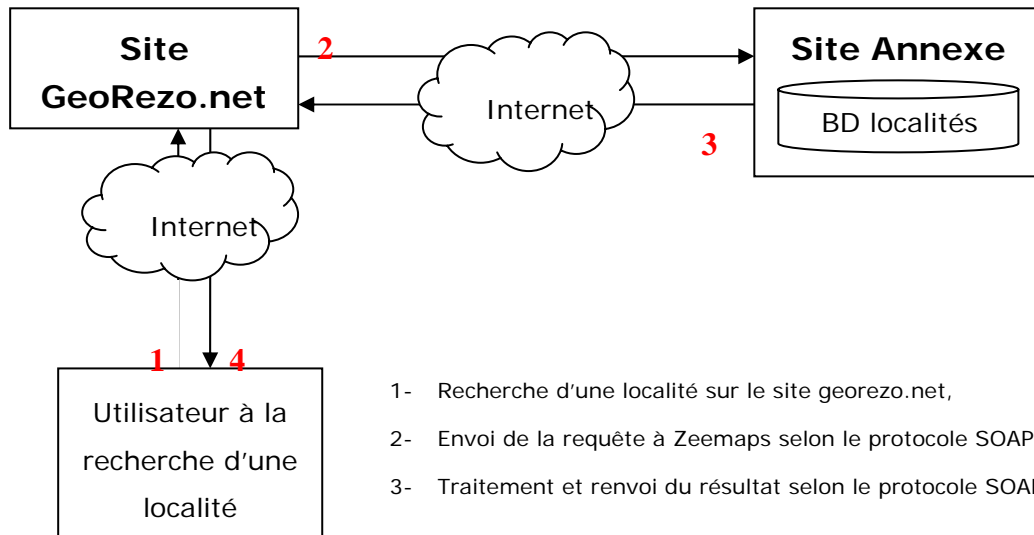 Site
GeoRezo.net
2
Internet
3
Site Annexe
BD localités
Internet
1
4
Utilisateur à la
recherche d'une
localité
1- Recherche d'une localité sur le site georezo.net,
2- Envoi de la requête à Zeemaps selon le protocole SOAP
3- Traitement et renvoi du résultat selon le protocole SOA